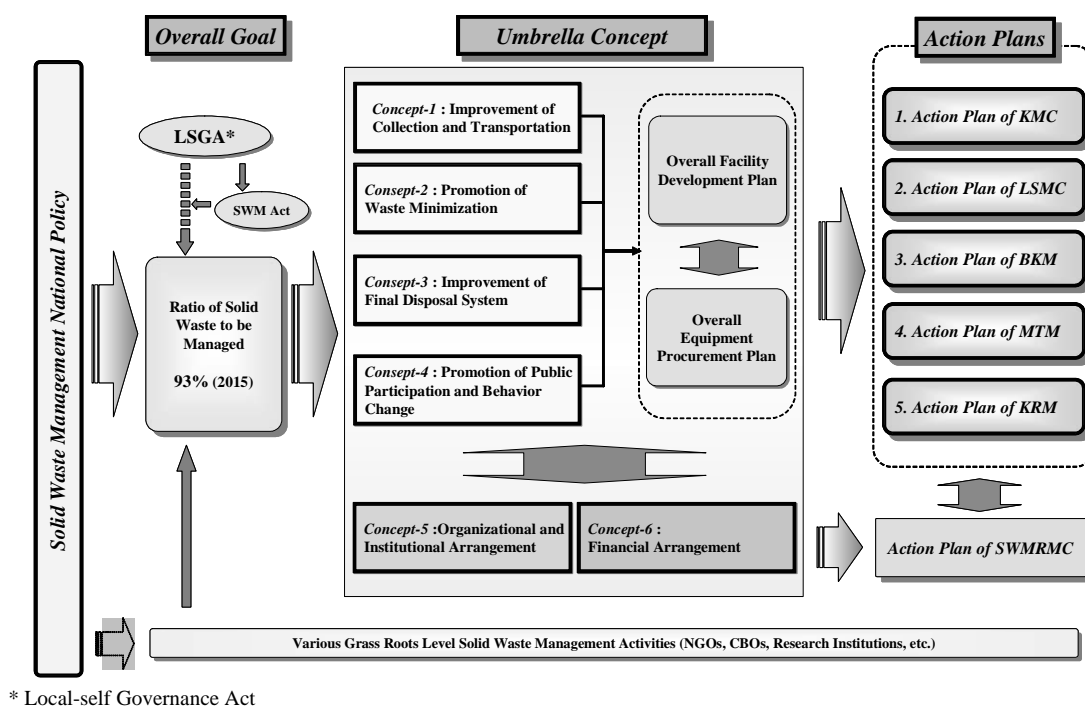 Overall Goal
Umbrella Concept
Action Plans
Solid Waste Management National Policy
LSGA*
SWM Act
Ratio of Solid
Waste to be
Managed
93% (2015)
Concept-1 : Improvement of
Collection and Transportation
Consept-2 : Promotion of
Waste Minimization
Consept-3 : Improvement of
Final Disposal System
Consept-4 : Promotion of Public
Participation and Behavior
Change
Overall Facility
Development Plan
Overall
Equipment
Procurement Plan
Concept-5 :Organizational and
Institutional Arrangement
Concept-6 :
Financial Arrangement
1. Action Plan of KMC
2. Action Plan of LSMC
3. Action Plan of BKM
4. Action Plan of MTM
5. Action Plan of KRM
Action Plan of SWMRMC
Various Grass Roots Level Solid Waste Management Activities (NGOs, CBOs, Research Institutions, etc.)
* Local-self Governance Act